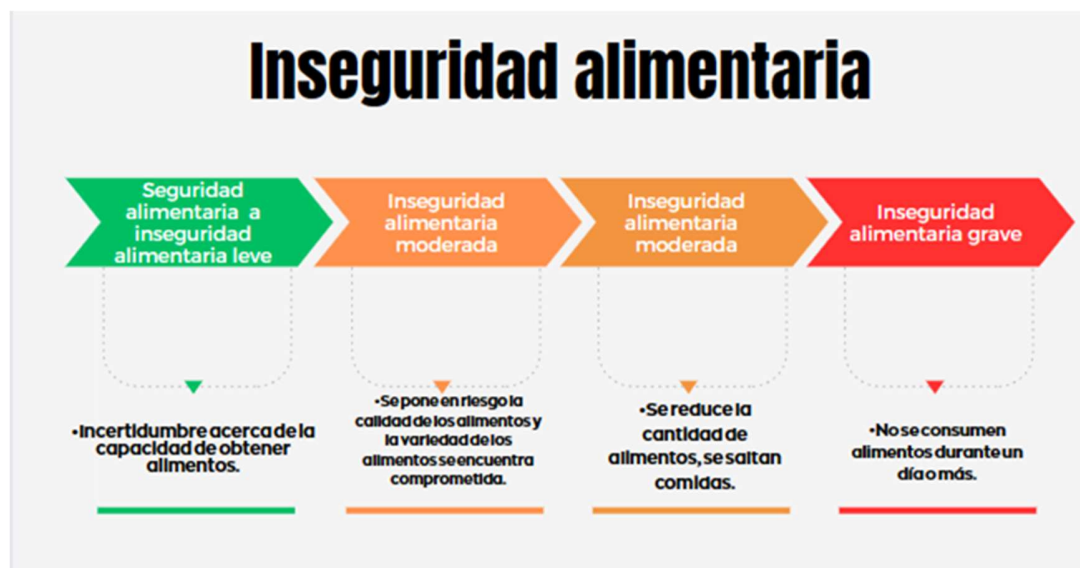 Inseguridad alimentaria
Seguridad
alimentaria a
inseguridad
alimentaria leve
Inseguridad
alimentaria
moderada
Inseguridad
alimentaria
moderada
Inseguridad
alimentaria grave
•Incertidumbre acerca de la
capacidad de obtener
alimentos.
•Se pone en riesgo la
calidad de los alimentos y
la variedad de los
alimentos se encuentra
comprometida.
•Se reduce la
cantidad de
alimentos, se saltan
comidas.
•No se consumen
alimentos durante un
día o más.